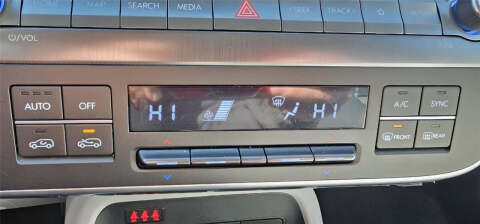 MAP SEARCH MEDIA SEEK TRACK
/VOL
AUTO OFF HI HI A/C SYNC
FRONT REAR